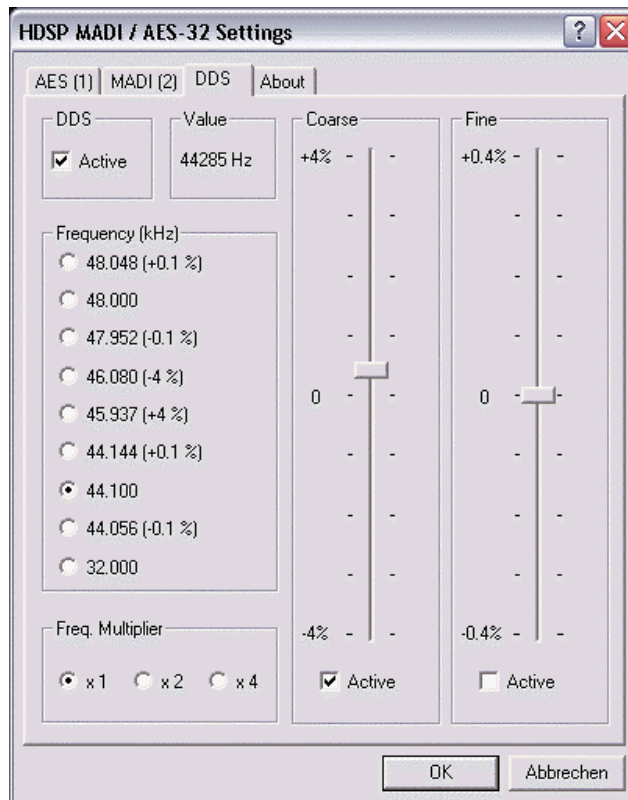 HDSP MADI / AES-32 Settings
AES (1) MADI (2) DDS About
DDS
Active
Value
44285 Hz
Frequency (kHz)
48.048 (+0.1 %)
48.000
47.952 (-0.1 %)
46.080 (-4 %)
45.937 (+4 %)
44.144 (+0.1 %)
44.100
44.056 (-0.1 %)
32.000
Freq. Multiplier
x 1 x 2 x 4
Coarse
+4%
0
-4%
Active
Fine
+0.4%
0
-0.4%
Active
OK Abbrechen